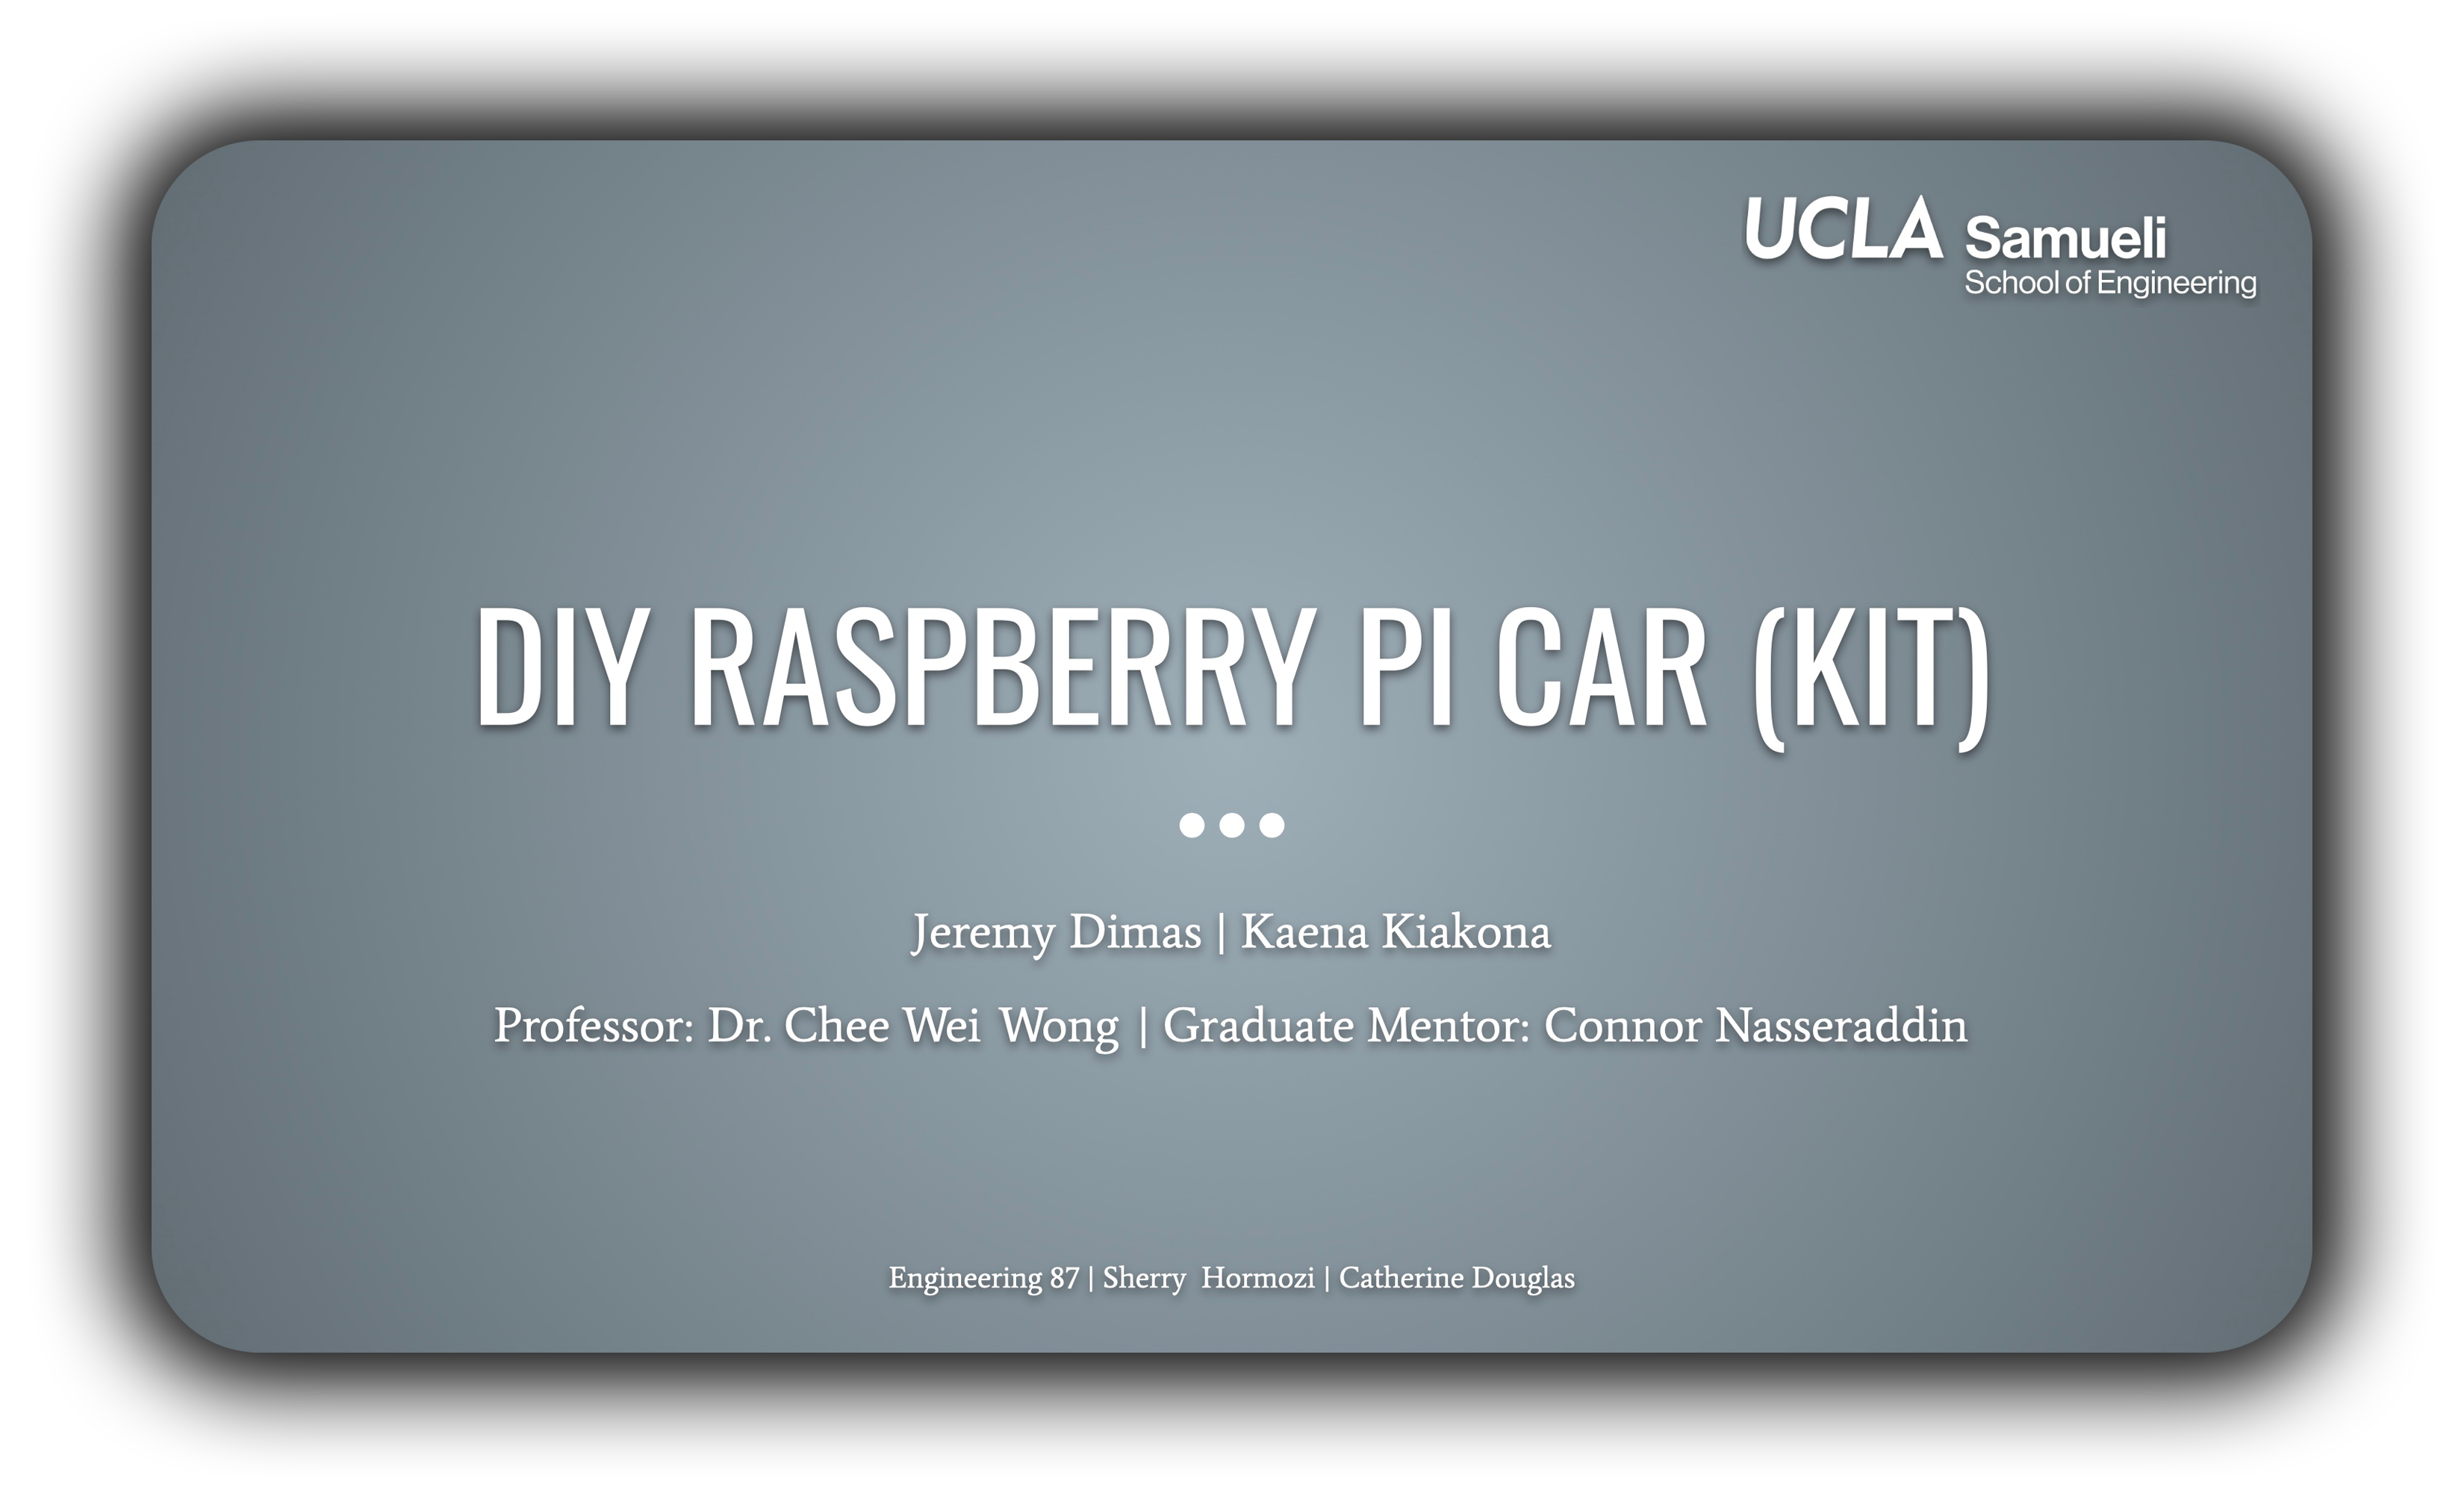 UCLA Samueli
School of Engineering
DIY RASPBERRY PI CAR (KIT)
Jeremy Dimas | Kaena Kiakona
Professor: Dr. Chee Wei Wong | Graduate Mentor: Connor Nasseraddin
Engineering 87 | Sherry Hormozi | Catherine Douglas